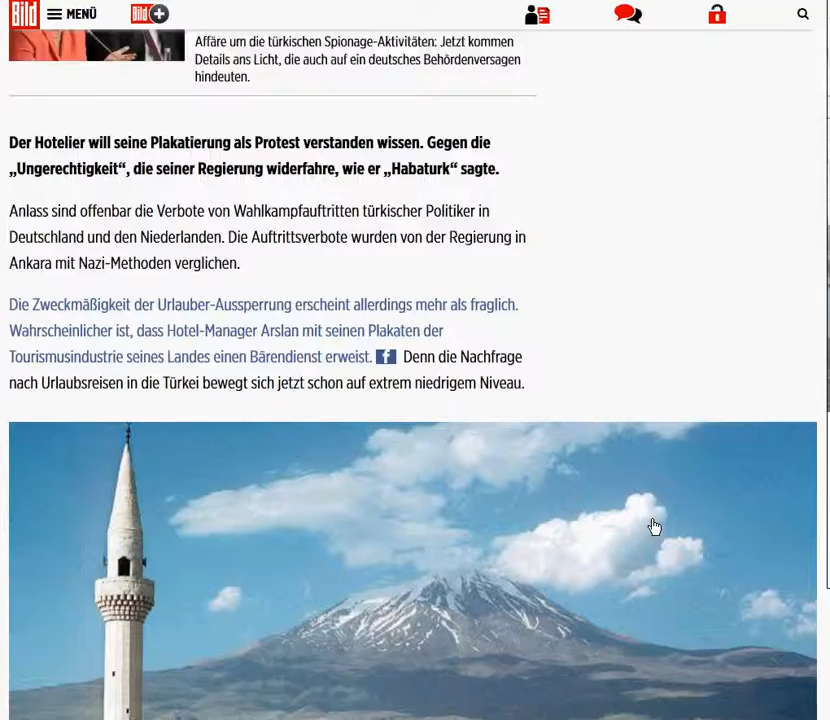 Bild
MENÜ
Bild
Affäre um die türkischen Spionage-Aktivitäten: Jetzt kommen
Details ans Licht, die auch auf ein deutsches Behördenversagen
hindeuten.
Der Hotelier will seine Plakatierung als Protest verstanden wissen. Gegen die
„Ungerechtigkeit“, die seiner Regierung widerfahre, wie er „Habaturk“ sagte.
Anlass sind offenbar die Verbote von Wahlkampfauftritten türkischer Politiker in
Deutschland und den Niederlanden. Die Auftrittsverbote wurden von der Regierung in
Ankara mit Nazi-Methoden verglichen.
Die Zweckmäßigkeit der Urlauber-Aussperrung erscheint allerdings mehr als fraglich.
Wahrscheinlicher ist, dass Hotel-Manager Arslan mit seinen Plakaten der
Tourismusindustrie seines Landes einen Bärendienst erweist. f Denn die Nachfrage
nach Urlaubsreisen in die Türkei bewegt sich jetzt schon auf extrem niedrigem Niveau.